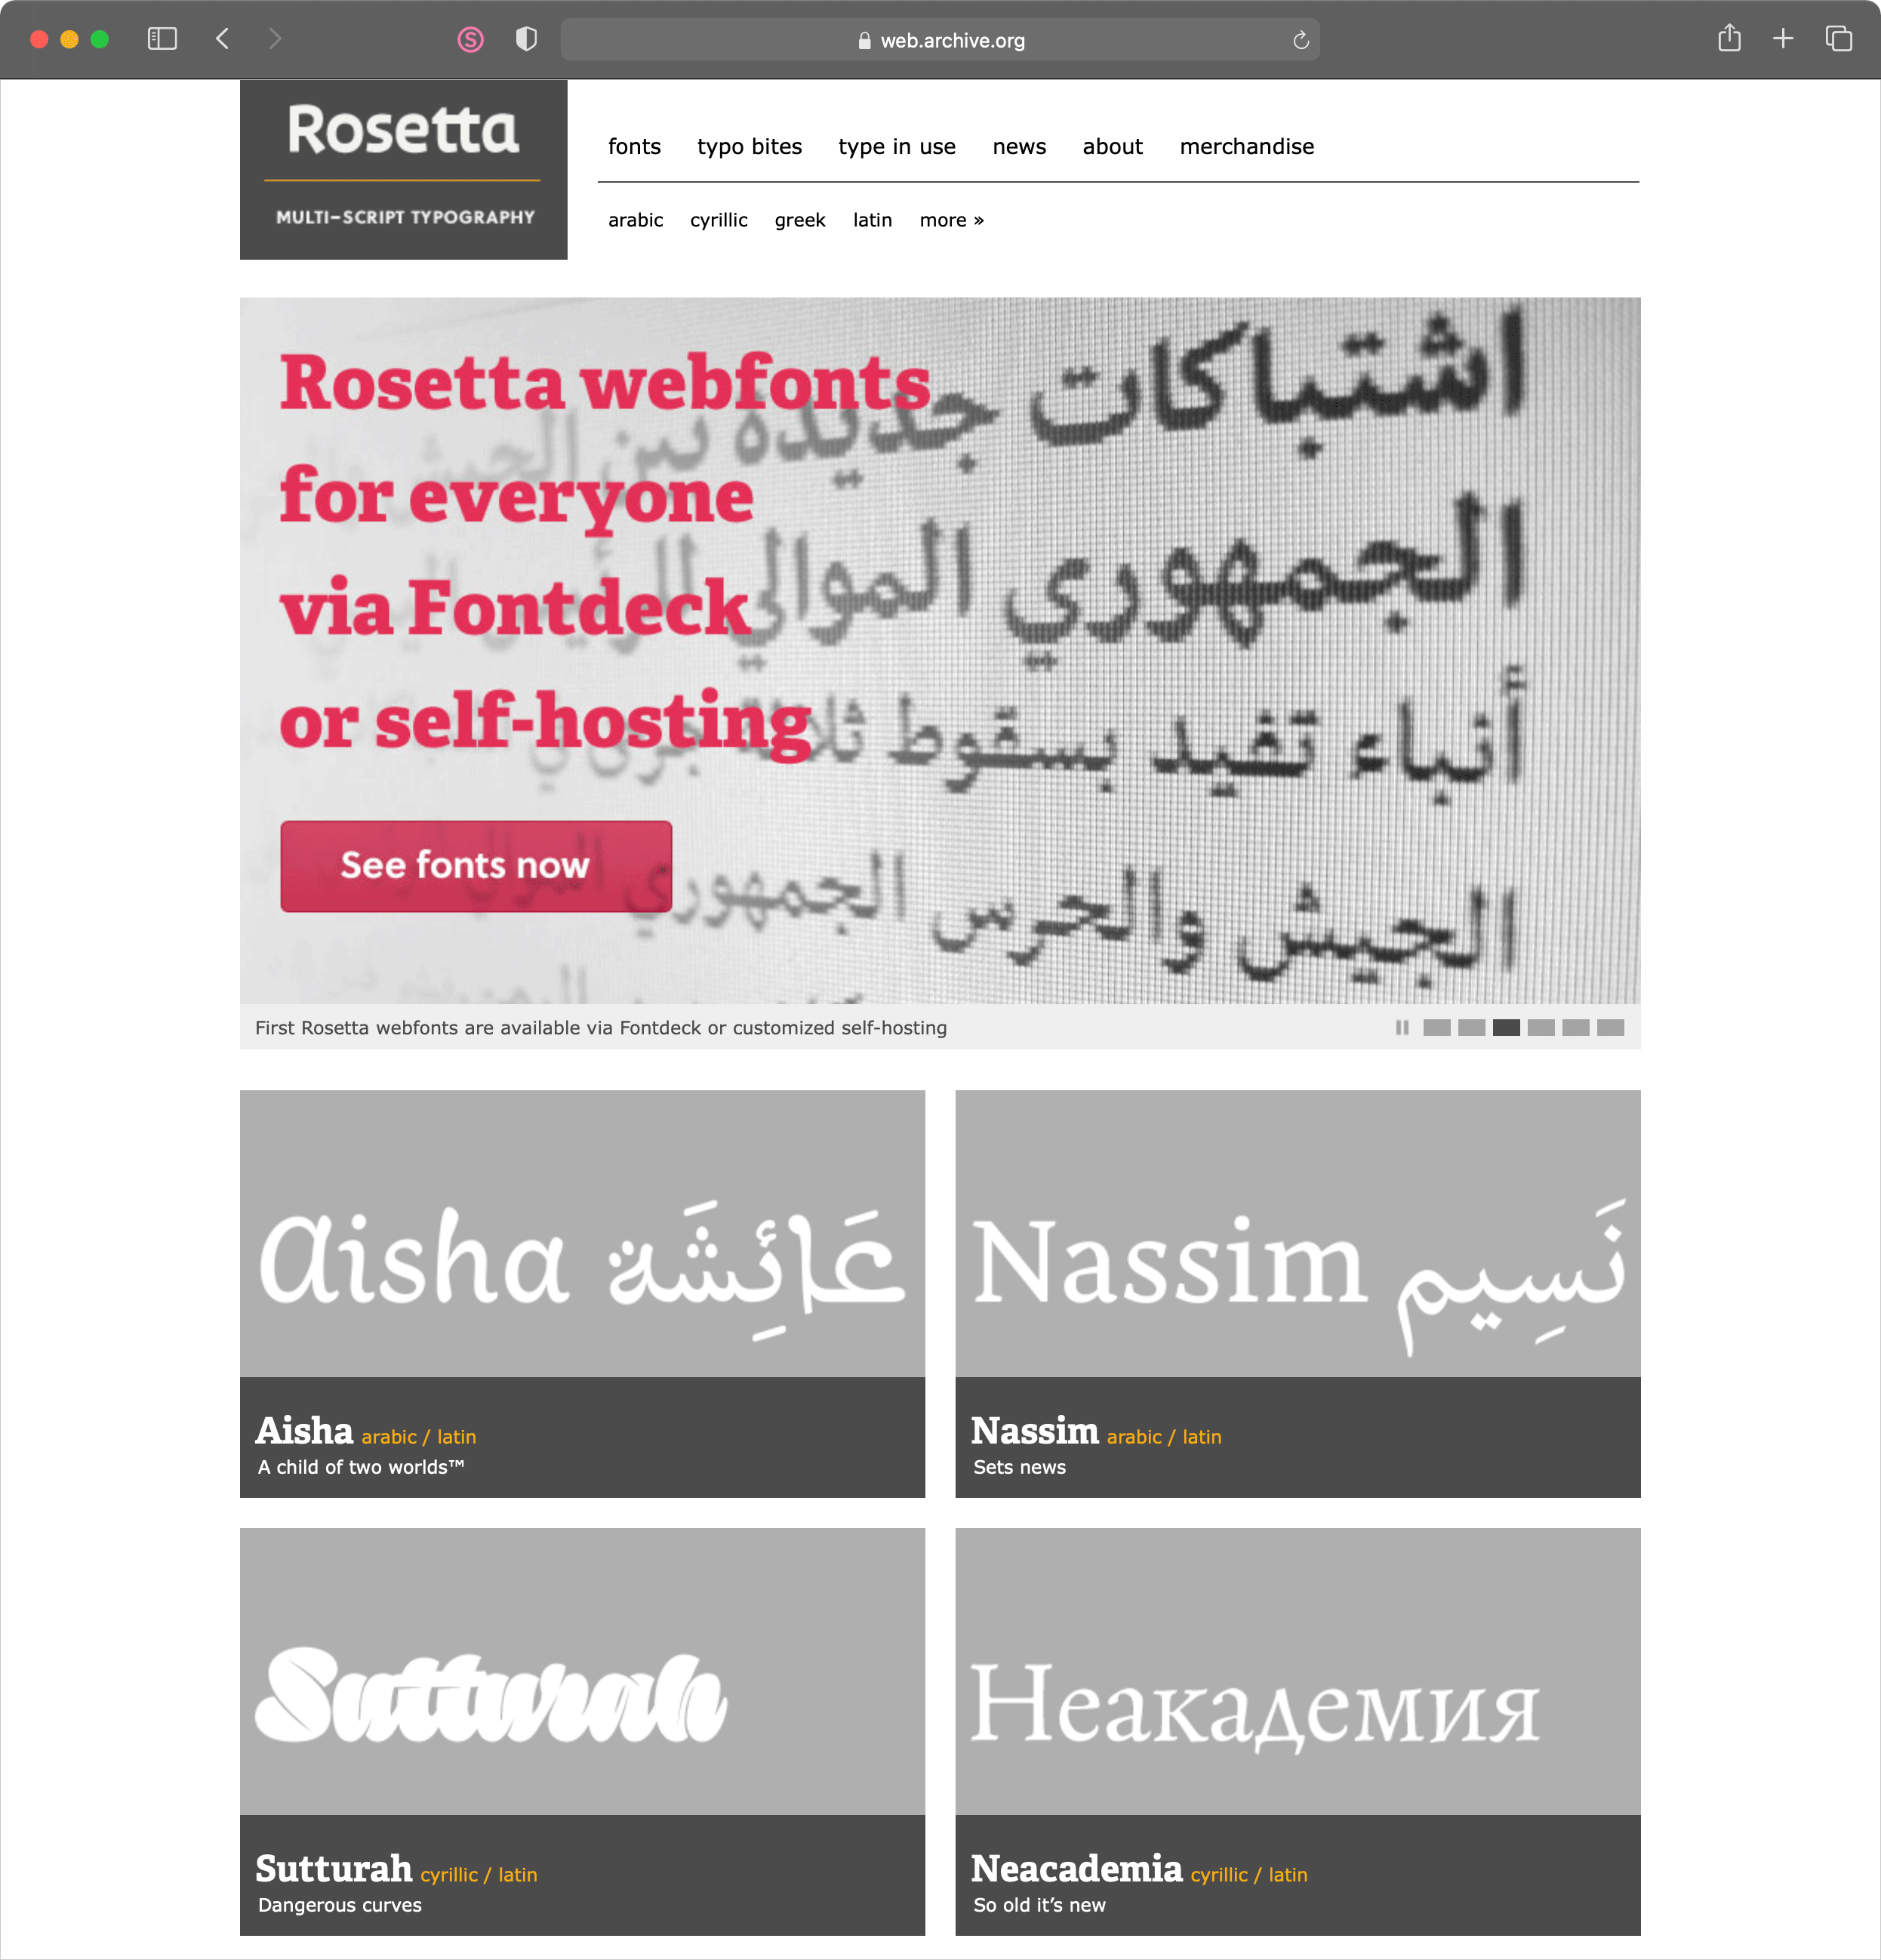 web.archive.org
Rosetta
MULTI–SCRIPT TYPOGRAPHY
fonts typo bites type in use news about merchandise
arabic cyrillic greek latin more »
Rosetta webfonts
for everyone
via Fontdeck
or self-hosting
See fonts now
اشتباكات جديدة بين الجيش
الجمهوري الموالي للرئيس
أنباء تفيد بسقوط ثلاثة جرى
الجيش والحرس الجمهوري الموالي
First Rosetta webfonts are available via Fontdeck or customized self-hosting
Aisha عَائِشَة
Aisha arabic / latin
A child of two worlds™
Nassim نَسِيم
Nassim arabic / latin
Sets news
Sutturah
Sutturah cyrillic / latin
Dangerous curves
Неакадемия
Neacademia cyrillic / latin
So old it’s new